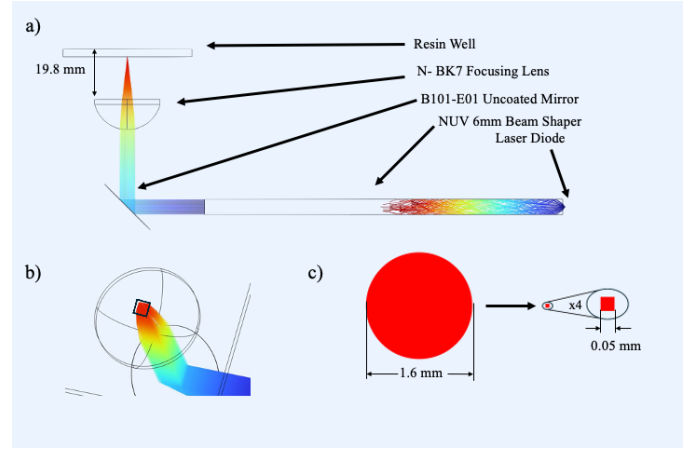 a)
Resin Well
19.8 mm
N- BK7 Focusing Lens
B101-E01 Uncoated Mirror
NUV 6mm Beam Shaper
Laser Diode
b)
c)
x4
0.05 mm
1.6 mm